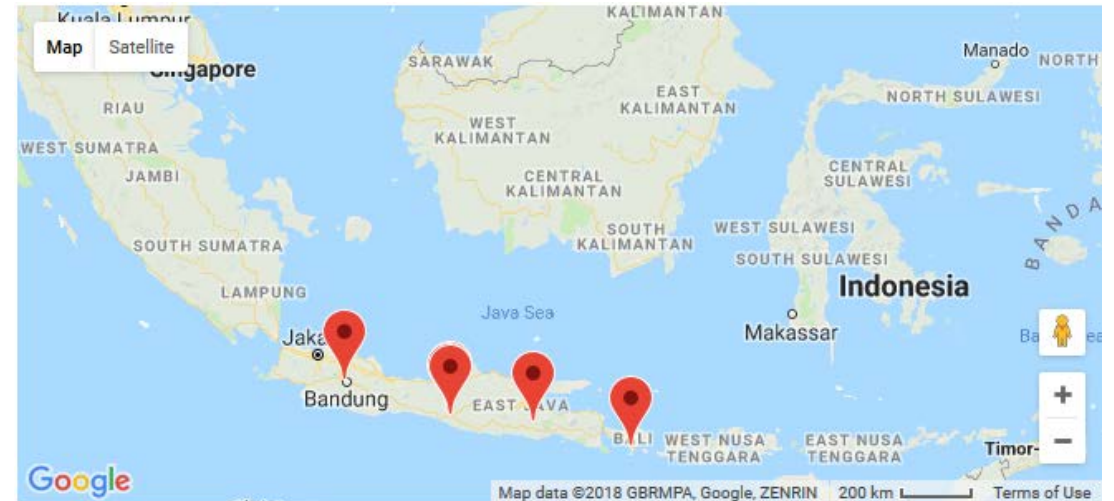 KALIMANTAN
Kuala Lumpur
Map
Satellite
Singapore
SARAWAK
Manado
NORTH
RIAU
EAST
KALIMANTAN
NORTH SULAWESI
WEST
KALIMANTAN
WEST SUMATRA
JAMBI
CENTRAL
KALIMANTAN
CENTRAL
SULAWESI
SOUTH SUMATRA
SOUTH
KALIMANTAN
WEST SULAWESI
SOUTH SULAWESI
BANDA
Indonesia
LAMPUNG
Java Sea
Makassar
Jaka
Bandung
EAST JAVA
BALI
WEST NUSA
TENGGARA
EAST NUSA
TENGGARA
Timor-
+
−
Google
Map data ©2018 GBRMPA, Google, ZENRIN
200 km
Terms of Use